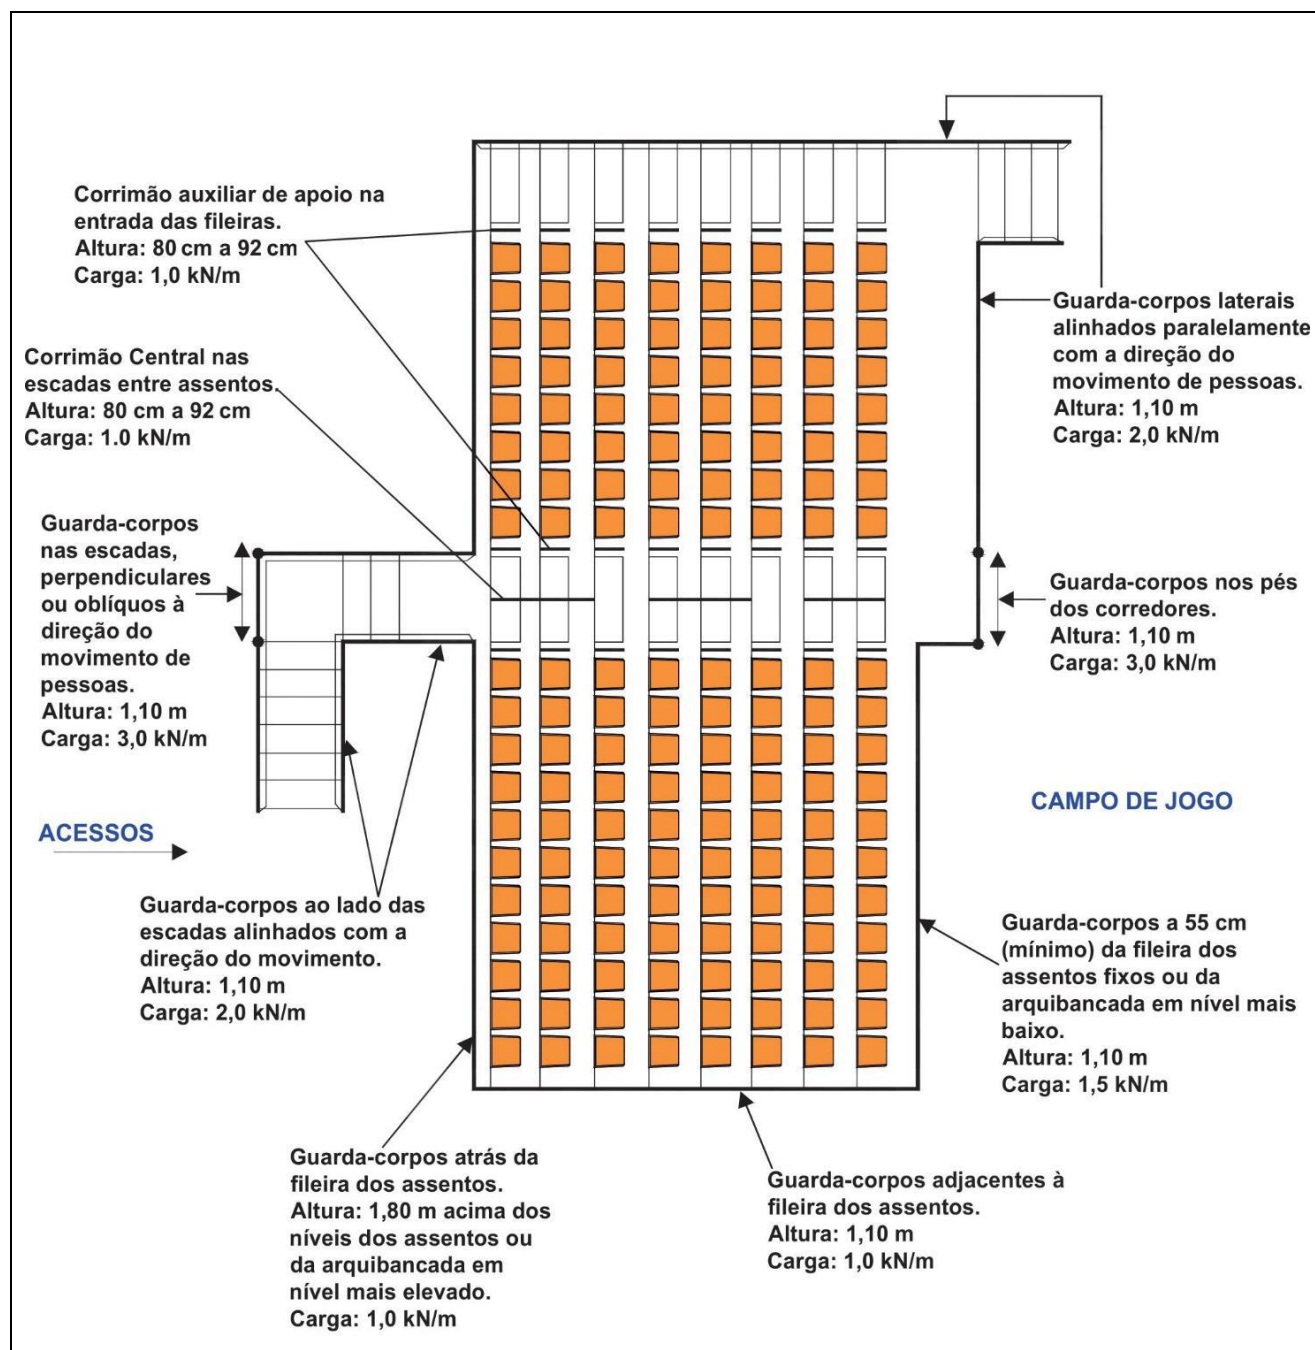 Corrimão auxiliar de apoio na
entrada das fileiras.
Altura: 80 cm a 92 cm
Carga: 1,0 kN/m
Corrimão Central nas
escadas entre assentos.
Altura: 80 cm a 92 cm
Carga: 1.0 kN/m
Guarda-corpos
nas escadas,
perpendiculares
ou oblíquos à
direção do
movimento de
pessoas.
Altura: 1,10 m
Carga: 3,0 kN/m
ACESSOS
Guarda-corpos ao lado das
escadas alinhados com a
direção do movimento.
Altura: 1,10 m
Carga: 2,0 kN/m
Guarda-corpos atrás da
fileira dos assentos.
Altura: 1,80 m acima dos
níveis dos assentos ou
da arquibancada em
nível mais elevado.
Carga: 1,0 kN/m
Guarda-corpos laterais
alinhados paralelamente
com a direção do
movimento de pessoas.
Altura: 1,10 m
Carga: 2,0 kN/m
Guarda-corpos nos pés
dos corredores.
Altura: 1,10 m
Carga: 3,0 kN/m
CAMPO DE JOGO
Guarda-corpos a 55 cm
(mínimo) da fileira dos
assentos fixos ou da
arquibancada em nível mais
baixo.
Altura: 1,10 m
Carga: 1,5 kN/m
Guarda-corpos adjacentes à
fileira dos assentos.
Altura: 1,10 m
Carga: 1,0 kN/m